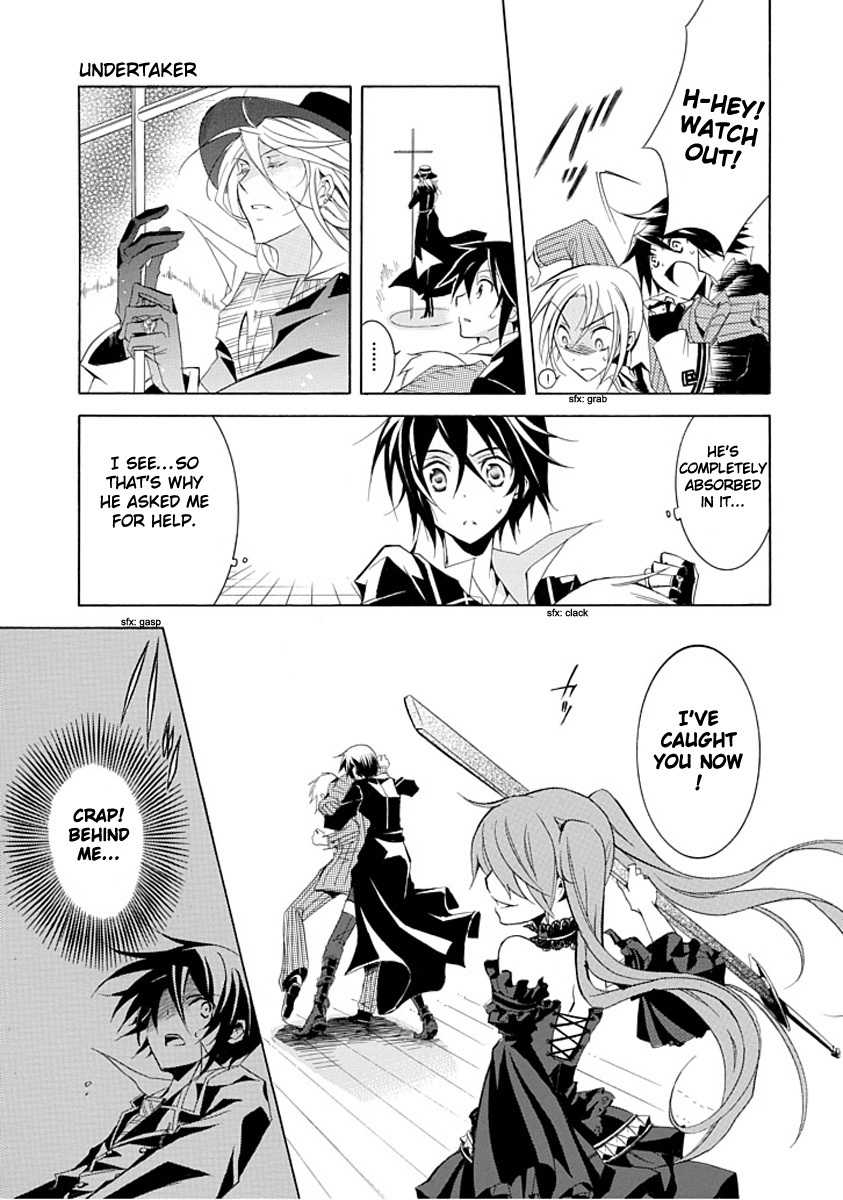 UNDERTAKER
H-HEY!
WATCH
OUT!
!
sfx: grab
......
HE'S
COMPLETELY
ABSORBED
IN IT...
sfx: clack
I SEE...SO
THAT'S WHY
HE ASKED ME
FOR HELP.
I'VE
CAUGHT
YOU NOW
!
sfx: gasp
CRAP!
BEHIND
ME...